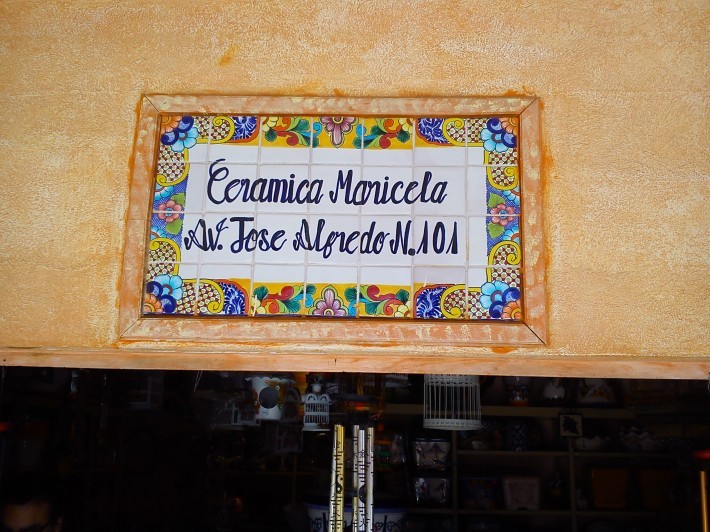 Ceramica Maricela
Av. Jose Alfredo N.101